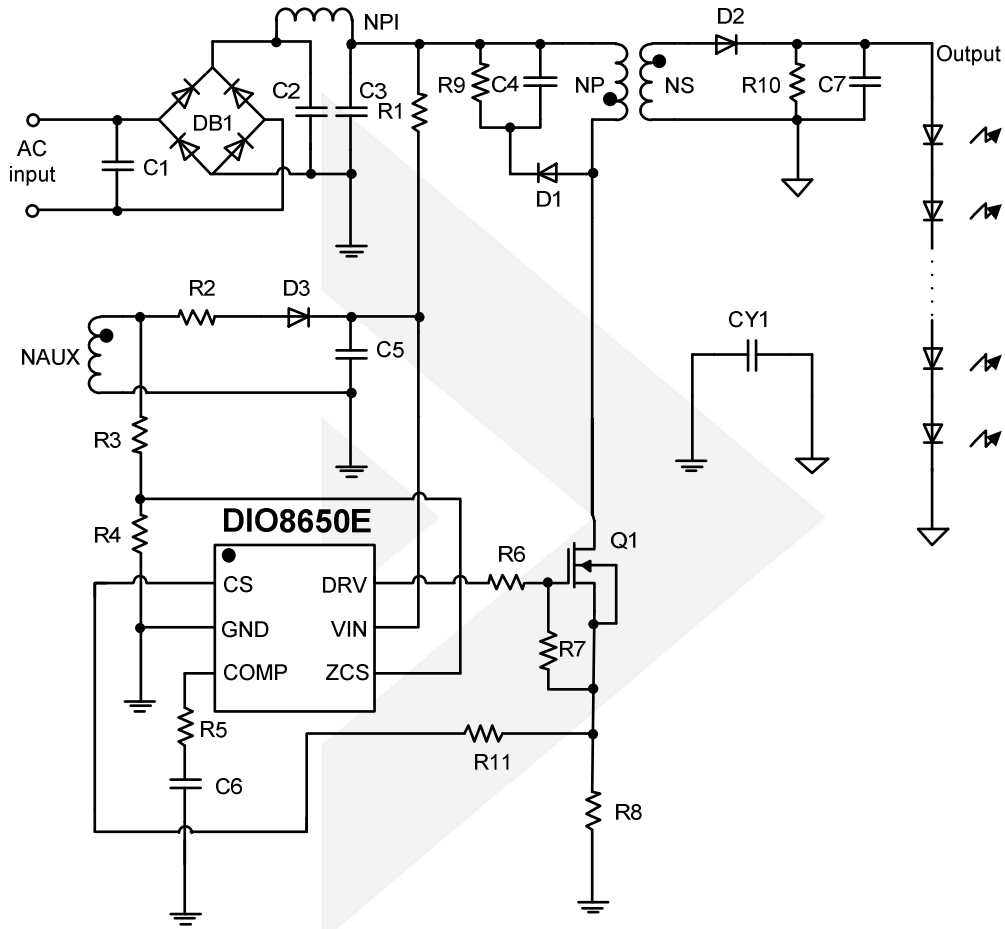 NPI
D2
Output
C2
C3
R1
R9
C4
NP
NS
R10
C7
DB1
AC
input
C1
D1
R2
D3
NAUX
C5
CY1
R3
R4
DIO8650E
Q1
R6
CS
DRV
GND
VIN
R7
COMP
ZCS
R5
R11
C6
R8